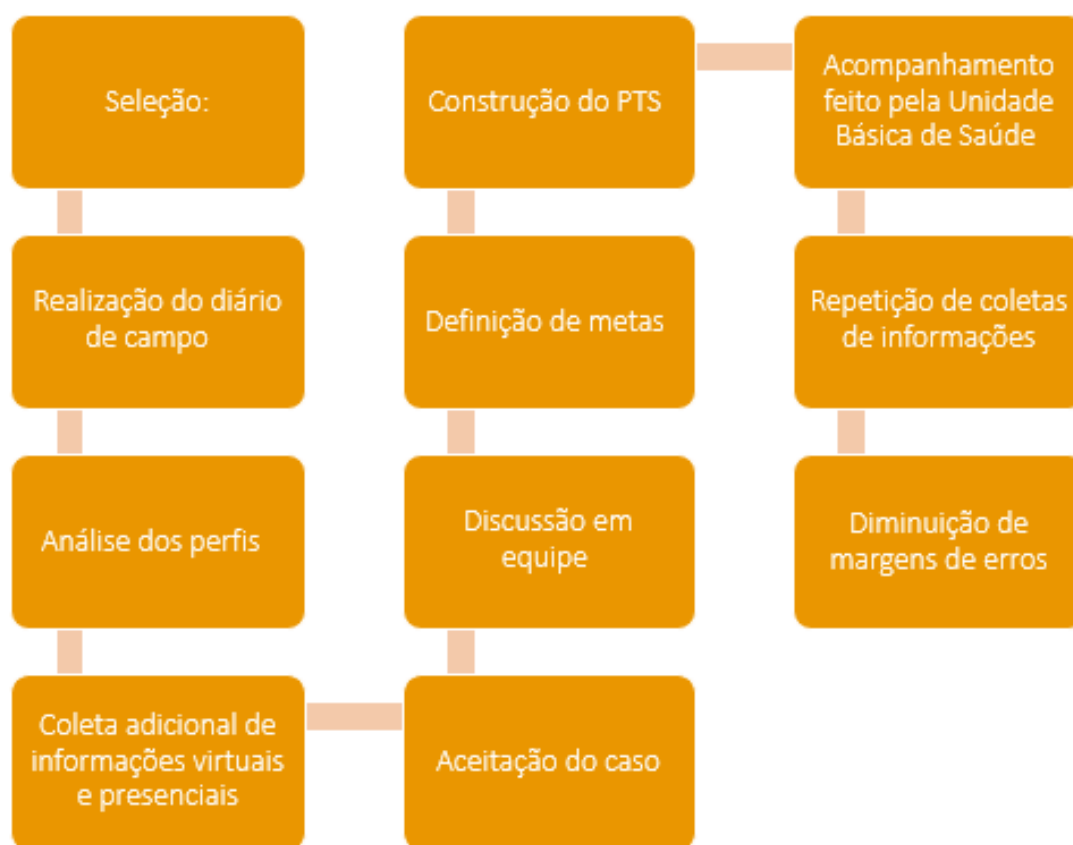 Seleção:
Realização do diário
de campo
Análise dos perfis
Coleta adicional de
informações virtuais
e presenciais
Aceitação do caso
Discussão em
equipe
Definição de metas
Construção do PTS
Acompanhamento
feito pela Unidade
Básica de Saúde
Repetição de coletas
de informações
Diminuição de
margens de erros